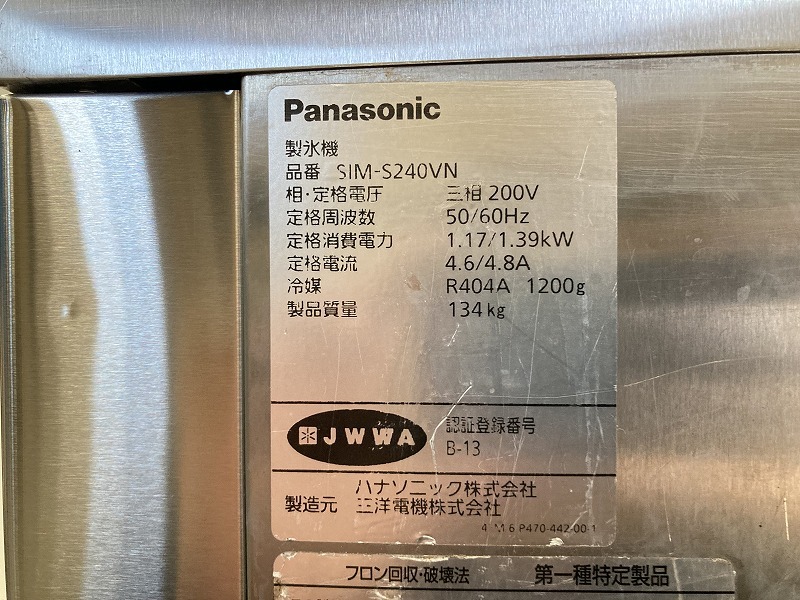 Panasonic
製氷機
品番 SIM-S240VN
相・定格電圧 三相 200V
定格周波数 50/60Hz
定格消費電力 1.17/1.39kW
定格電流 4.6/4.8A
冷媒 R404A 1200g
製品質量 134kg
JWWA
認証登録番号
B-13
製造元
パナソニック株式会社
三洋電機株式会社
P470-442-00-1
フロン回収・破壊法 第一種特定製品